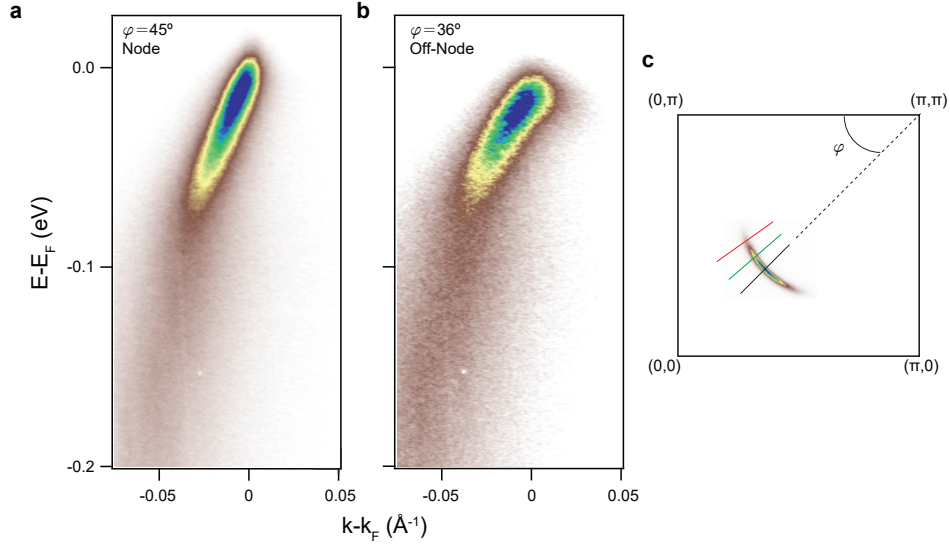 a
φ=45º
Node
0.0
-0.1
-0.2
E-E_F (eV)
-0.05
0
0.05
b
φ=36º
Off-Node
-0.05
0
0.05
k-k_F (Å⁻¹)
c
(0,π)
(π,π)
φ
(0,0)
(π,0)